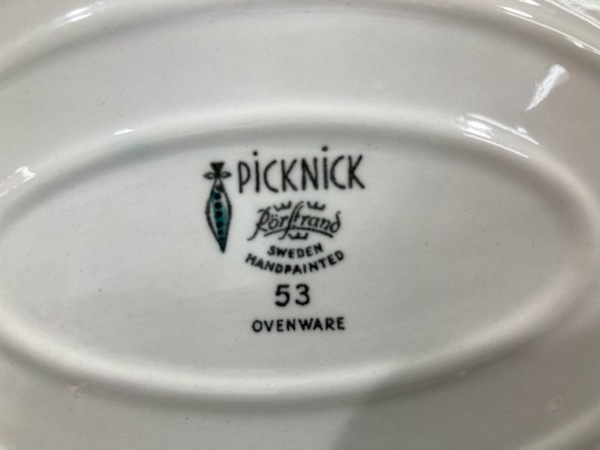 PiCKNiCK
Rörstrand
SWEDEN
HANDPAINTED
53
OVENWARE